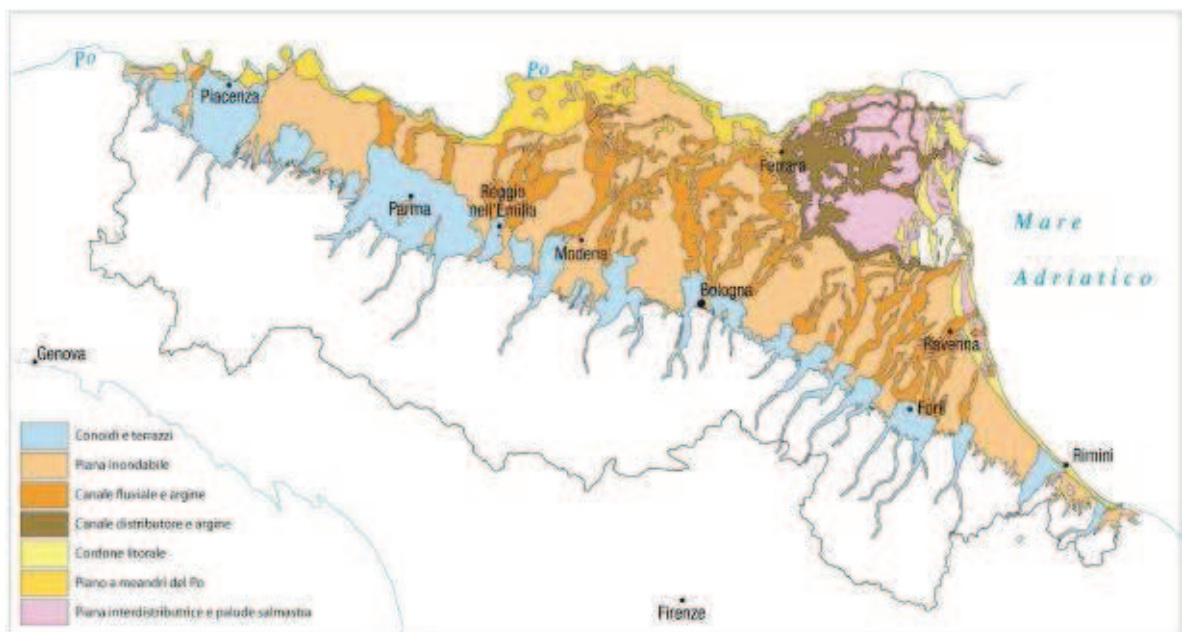 Po
Po
Piacenza
Ferrara
Parma
Reggio
nell'Emilia
Modena
Mare
Adriatico
Bologna
Ravenna
Genova
Forlì
Rimini
Firenze
Conoidi e terrazzi
Piana inondabile
Canale fluviale e argine
Canale distributore e argine
Cordone litorale
Piano a meandri del Po
Piana interdistributrice e palude salmastra